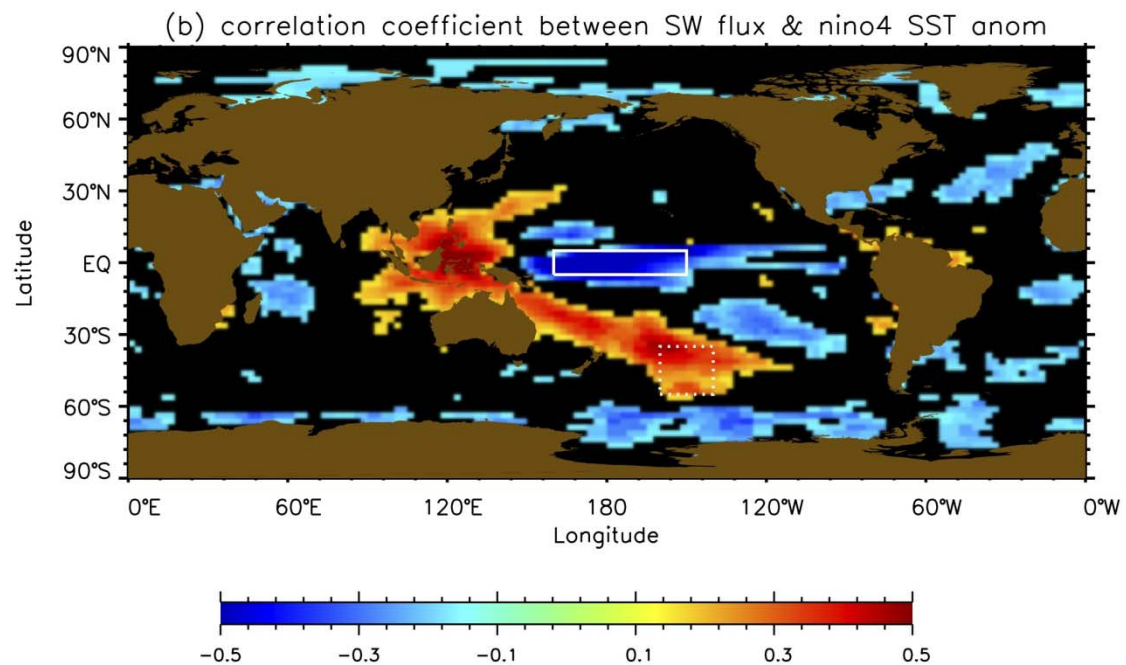 (b) correlation coefficient between SW flux & nino4 SST anom
90°N
60°N
30°N
EQ
30°S
60°S
90°S
Latitude
0°E 60°E 120°E 180 120°W 60°W 0°W
Longitude
-0.5 -0.3 -0.1 0.1 0.3 0.5